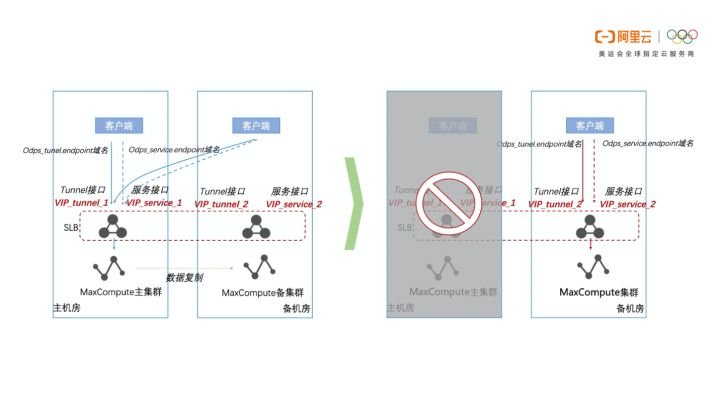 阿里云
奥运会全球指定云服务商
客户端
客户端
Odps_tunel.endpoint域名
Odps_service.endpoint域名
Tunnel接口
服务接口
Tunnel接口
服务接口
VIP_tunnel_1
VIP_service_1
VIP_tunnel_2
VIP_service_2
SLB
数据复制
MaxCompute主集群
MaxCompute备集群
主机房
备机房
客户端
客户端
Odps_tunel.endpoint域名
Odps_service.endpoint域名
Tunnel接口
服务接口
Tunnel接口
服务接口
VIP_tunnel_1
VIP_service_1
VIP_tunnel_2
VIP_service_2
SLB
MaxCompute主集群
MaxCompute集群
主机房
备机房